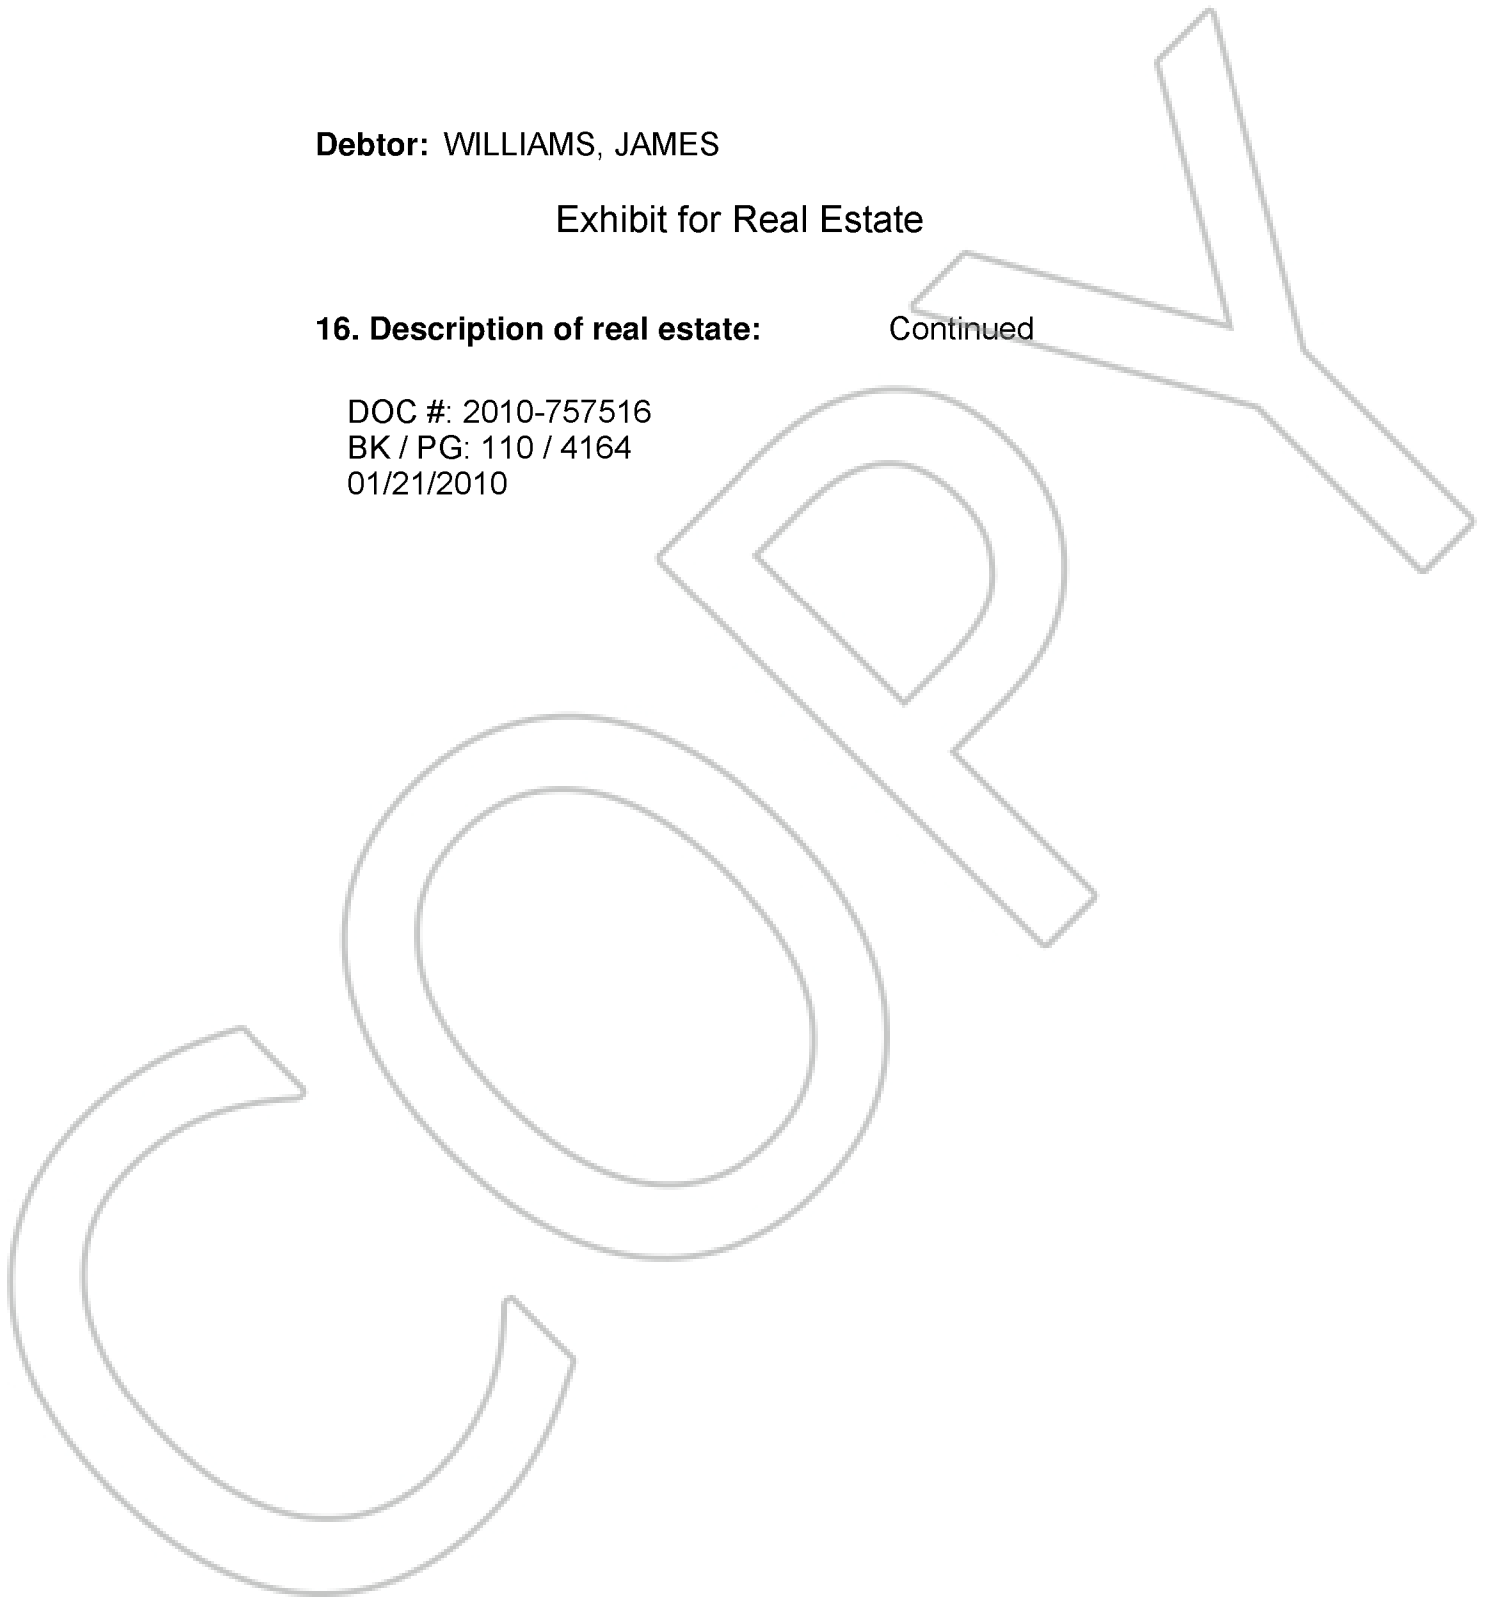 Debtor: WILLIAMS, JAMES
Exhibit for Real Estate
16. Description of real estate: Continued
DOC #: 2010-757516
BK / PG: 110 / 4164
01/21/2010
COPY